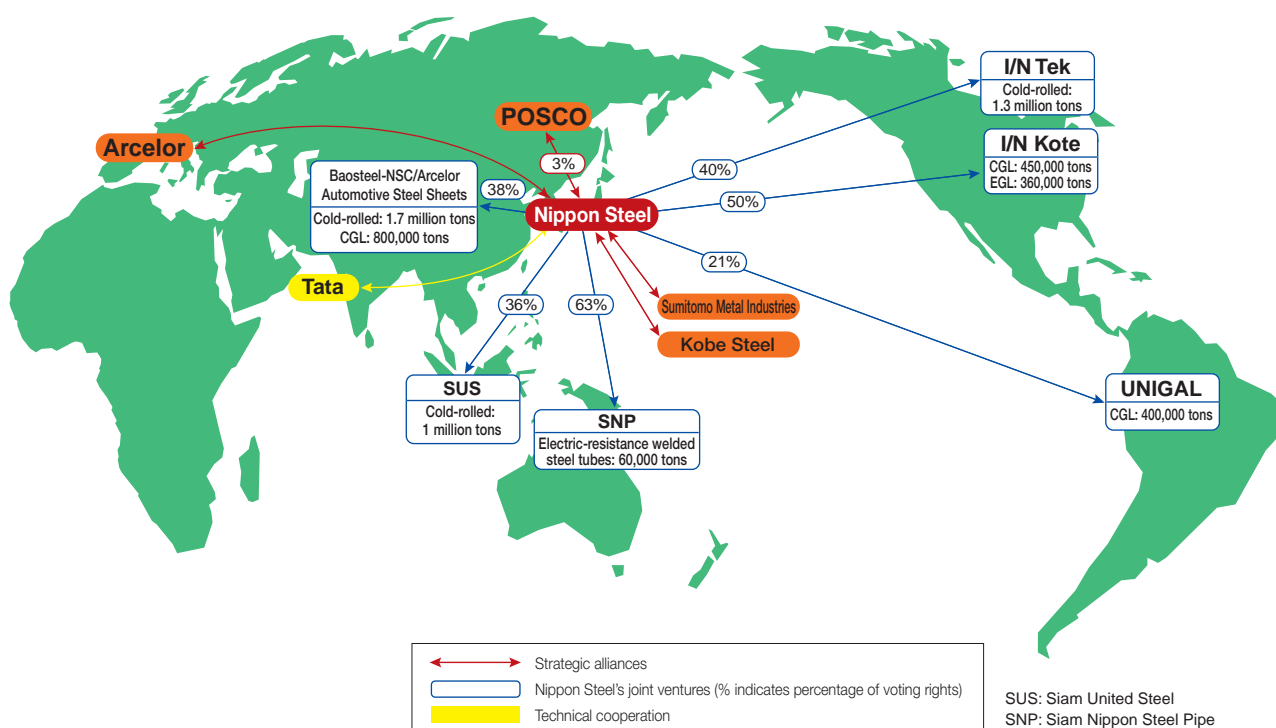 I/N Tek
Cold-rolled:
1.3 million tons
POSCO
Arcelor
I/N Kote
CGL: 450,000 tons
EGL: 360,000 tons
3%
40%
Baosteel-NSC/Arcelor
Automotive Steel Sheets
Cold-rolled: 1.7 million tons
CGL: 800,000 tons
38%
50%
Nippon Steel
21%
Tata
36%
63%
Sumitomo Metal Industries
Kobe Steel
SUS
Cold-rolled:
1 million tons
SNP
Electric-resistance welded
steel tubes: 60,000 tons
UNIGAL
CGL: 400,000 tons
Strategic alliances
Nippon Steel's joint ventures (% indicates percentage of voting rights)
Technical cooperation
SUS: Siam United Steel
SNP: Siam Nippon Steel Pipe